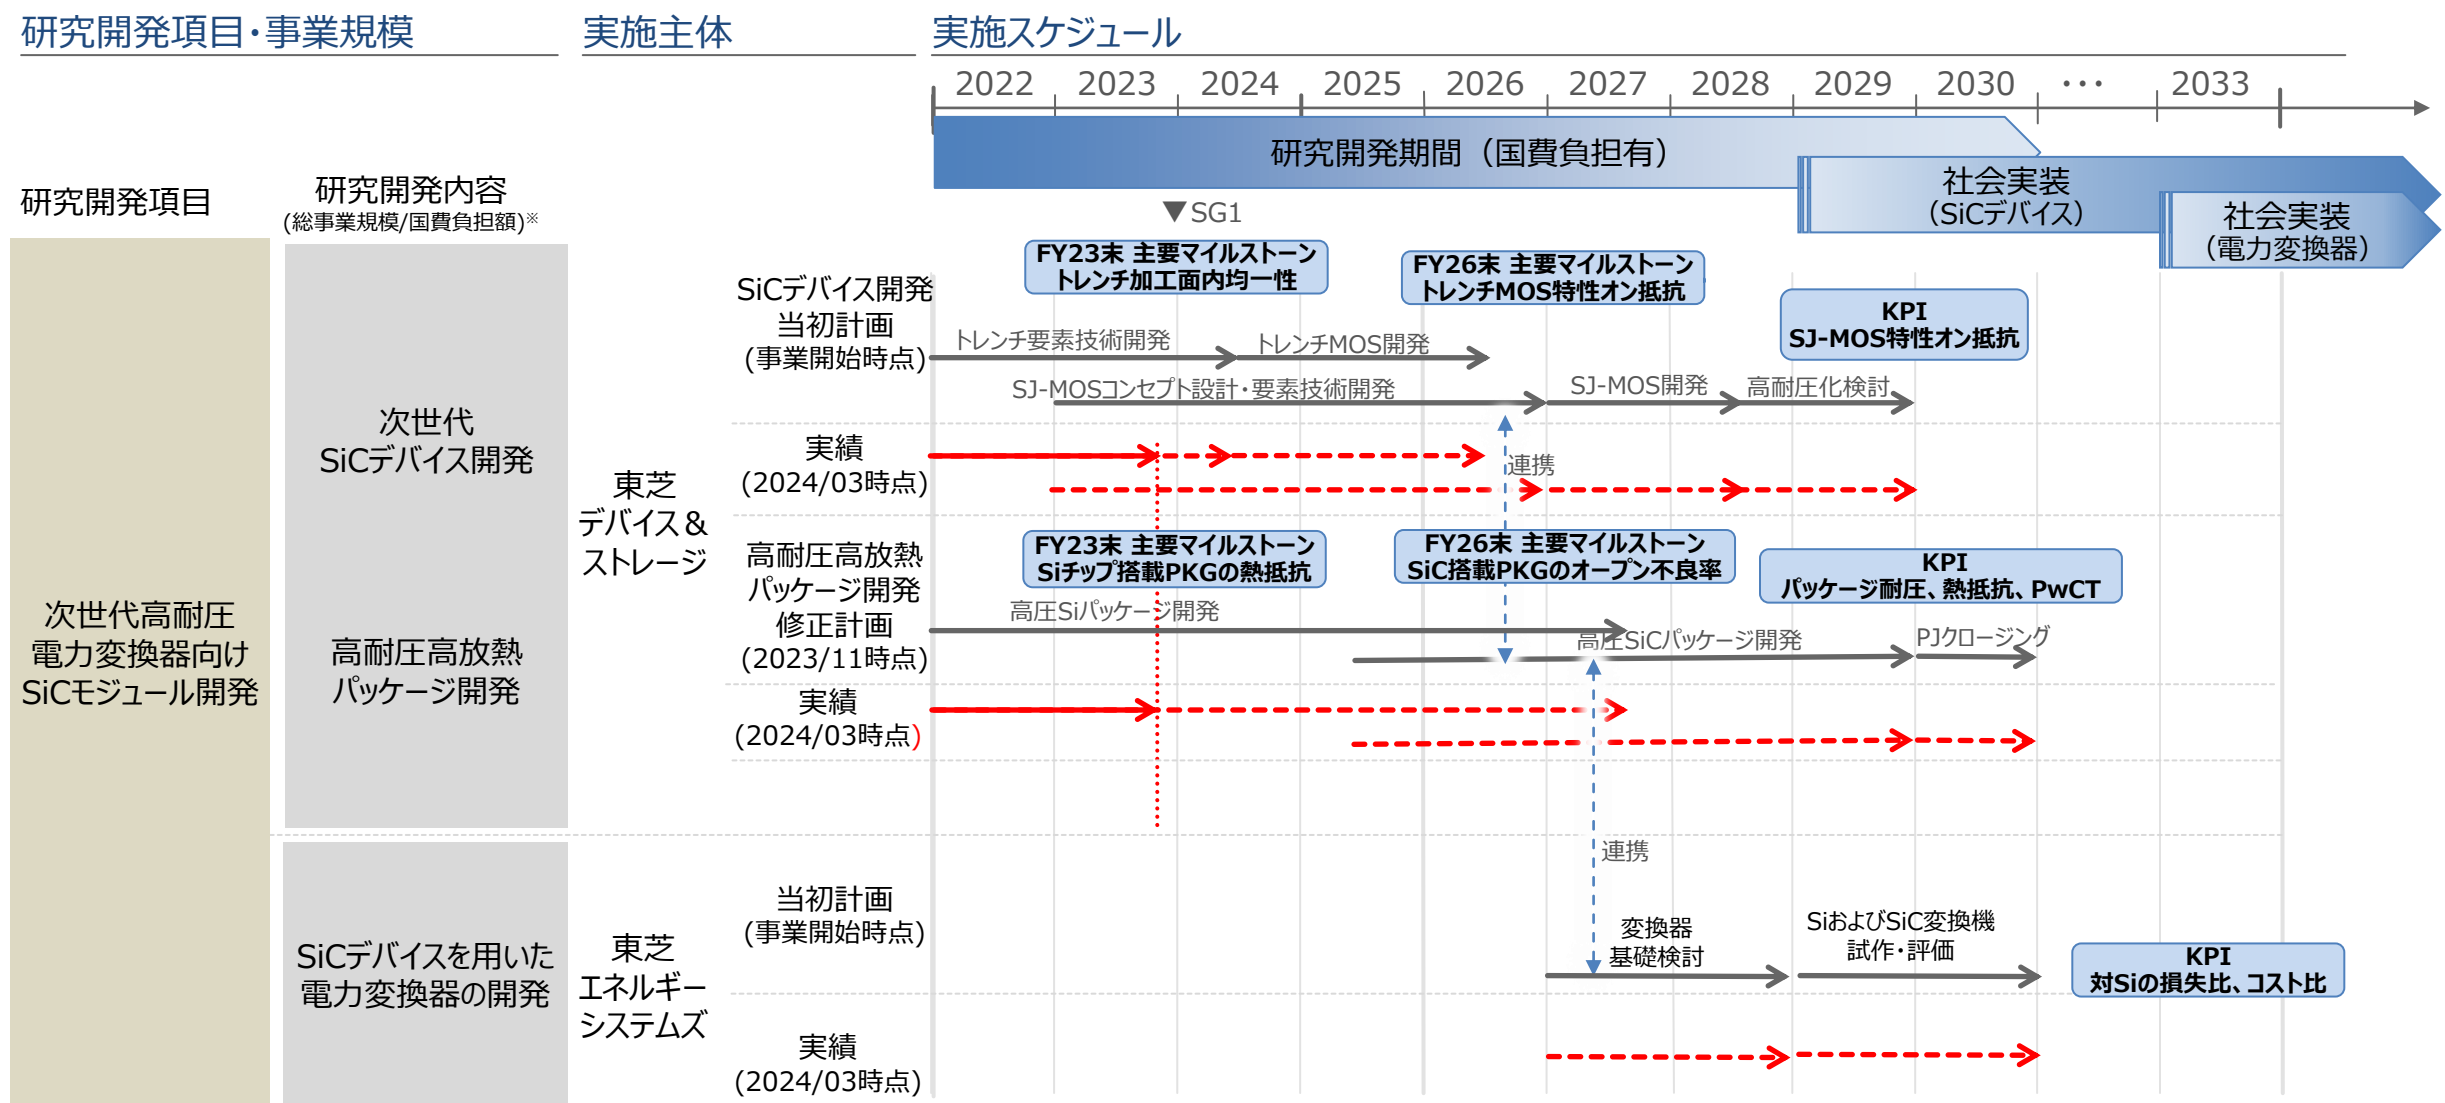 研究開発項目・事業規模
実施主体
実施スケジュール
2022 2023 2024 2025 2026 2027 2028 2029 2030 ・・・ 2033
研究開発期間（国費負担有）
社会実装
（SiCデバイス）
社会実装
（電力変換器）
研究開発項目
研究開発内容
(総事業規模/国費負担額)※
▼SG1
次世代高耐圧
電力変換器向け
SiCモジュール開発
次世代
SiCデバイス開発
高耐圧高放熱
パッケージ開発
SiCデバイスを用いた
電力変換器の開発
東芝
デバイス＆
ストレージ
東芝
エネルギー
システムズ
SiCデバイス開発
当初計画
(事業開始時点)
FY23末 主要マイルストーン
トレンチ加工面内均一性
FY26末 主要マイルストーン
トレンチMOS特性オン抵抗
KPI
SJ-MOS特性オン抵抗
トレンチ要素技術開発
トレンチMOS開発
SJ-MOSコンセプト設計・要素技術開発
SJ-MOS開発
高耐圧化検討
実績
(2024/03時点)
連携
高耐圧高放熱
パッケージ開発
修正計画
(2023/11時点)
FY23末 主要マイルストーン
Siチップ搭載PKGの熱抵抗
FY26末 主要マイルストーン
SiC搭載PKGのオープン不良率
KPI
パッケージ耐圧、熱抵抗、PwCT
高圧Siパッケージ開発
高圧SiCパッケージ開発
PJクロージング
実績
(2024/03時点)
連携
当初計画
(事業開始時点)
変換器
基礎検討
SiおよびSiC変換機
試作・評価
KPI
対Siの損失比、コスト比
実績
(2024/03時点)